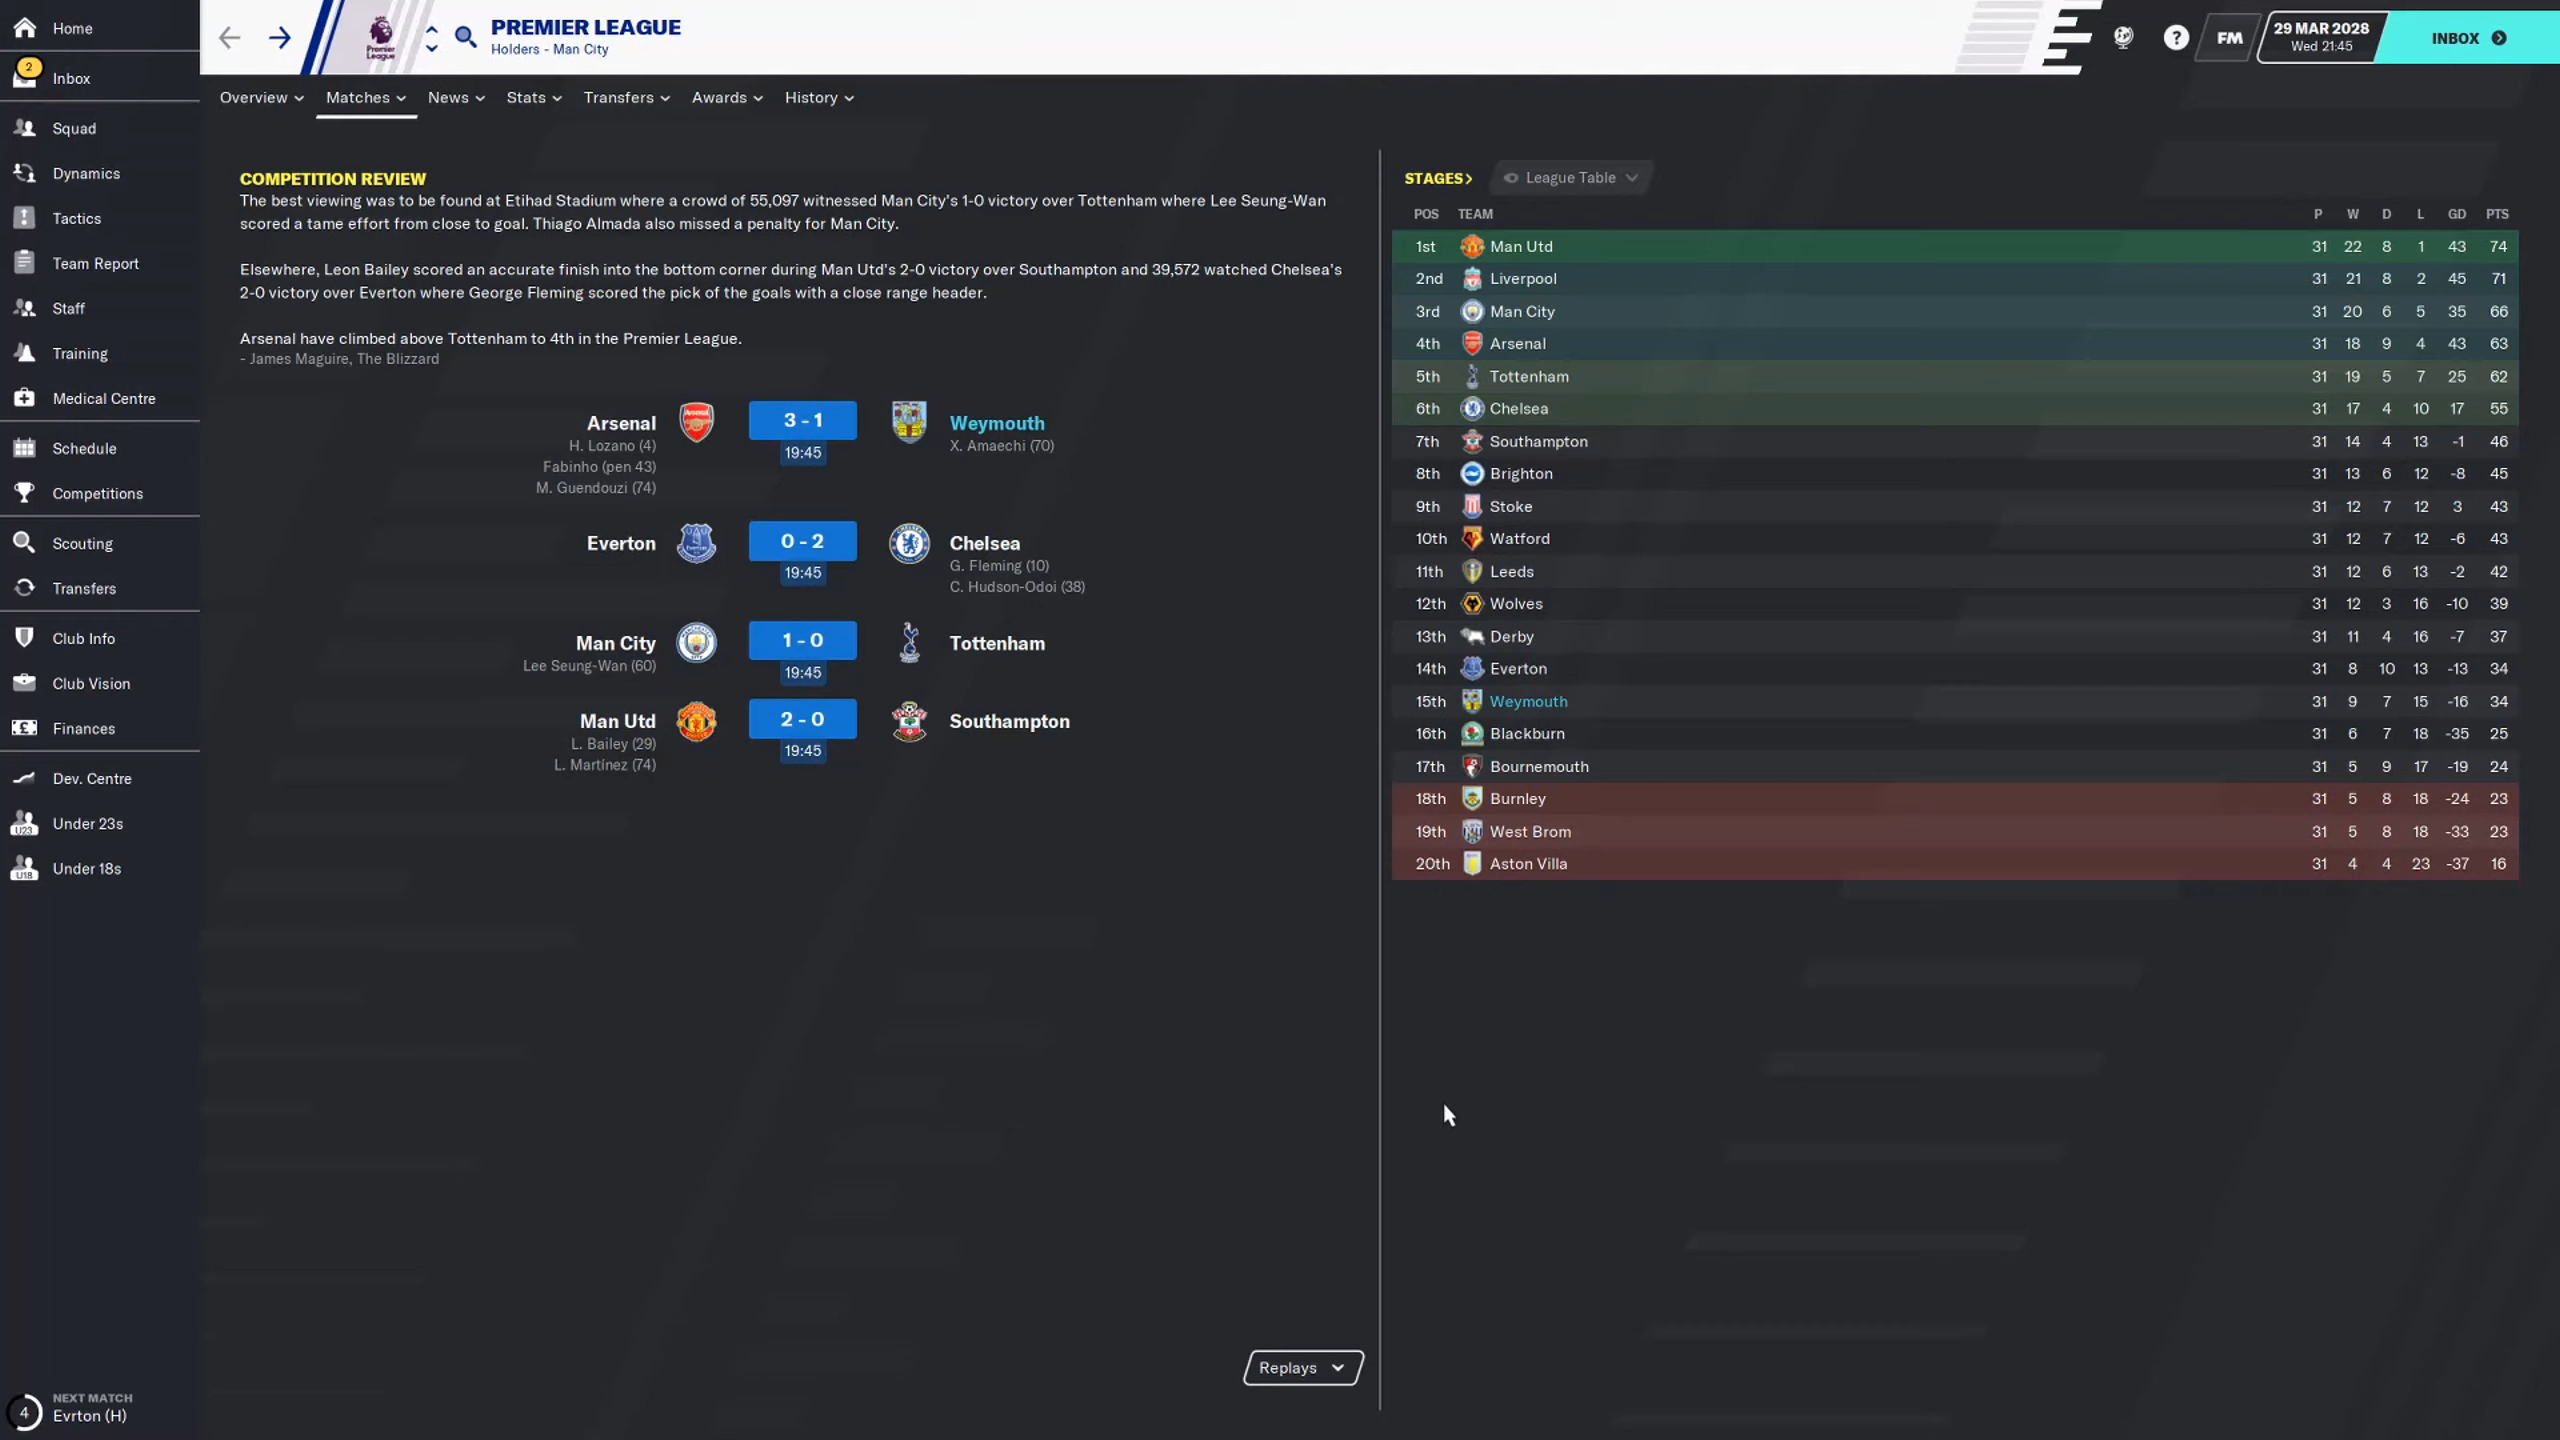 Home
2
Inbox
Squad
Dynamics
Tactics
Team Report
Staff
Training
Medical Centre
Schedule
Competitions
Scouting
Transfers
Club Info
Club Vision
£ Finances
Dev. Centre
U23 Under 23s
U18 Under 18s
4 NEXT MATCH
Evrton (H)
Premier League
PREMIER LEAGUE
Holders - Man City
?
FM
29 MAR 2028
Wed 21:45
INBOX
Overview Matches News Stats Transfers Awards History
COMPETITION REVIEW
The best viewing was to be found at Etihad Stadium where a crowd of 55,097 witnessed Man City's 1-0 victory over Tottenham where Lee Seung-Wan
scored a tame effort from close to goal. Thiago Almada also missed a penalty for Man City.
Elsewhere, Leon Bailey scored an accurate finish into the bottom corner during Man Utd's 2-0 victory over Southampton and 39,572 watched Chelsea's
2-0 victory over Everton where George Fleming scored the pick of the goals with a close range header.
Arsenal have climbed above Tottenham to 4th in the Premier League.
- James Maguire, The Blizzard
Arsenal 3 - 1 Weymouth
H. Lozano (4) 19:45 X. Amaechi (70)
Fabinho (pen 43)
M. Guendouzi (74)
Everton 0 - 2 Chelsea
19:45 G. Fleming (10)
C. Hudson-Odoi (38)
Man City 1 - 0 Tottenham
Lee Seung-Wan (60) 19:45
Man Utd 2 - 0 Southampton
L. Bailey (29) 19:45
L. Martínez (74)
Replays
STAGES> League Table
POS TEAM P W D L GD PTS
1st Man Utd 31 22 8 1 43 74
2nd Liverpool 31 21 8 2 45 71
3rd Man City 31 20 6 5 35 66
4th Arsenal 31 18 9 4 43 63
5th Tottenham 31 19 5 7 25 62
6th Chelsea 31 17 4 10 17 55
7th Southampton 31 14 4 13 -1 46
8th Brighton 31 13 6 12 -8 45
9th Stoke 31 12 7 12 3 43
10th Watford 31 12 7 12 -6 43
11th Leeds 31 12 6 13 -2 42
12th Wolves 31 12 3 16 -10 39
13th Derby 31 11 4 16 -7 37
14th Everton 31 8 10 13 -13 34
15th Weymouth 31 9 7 15 -16 34
16th Blackburn 31 6 7 18 -35 25
17th Bournemouth 31 5 9 17 -19 24
18th Burnley 31 5 8 18 -24 23
19th West Brom 31 5 8 18 -33 23
20th Aston Villa 31 4 4 23 -37 16